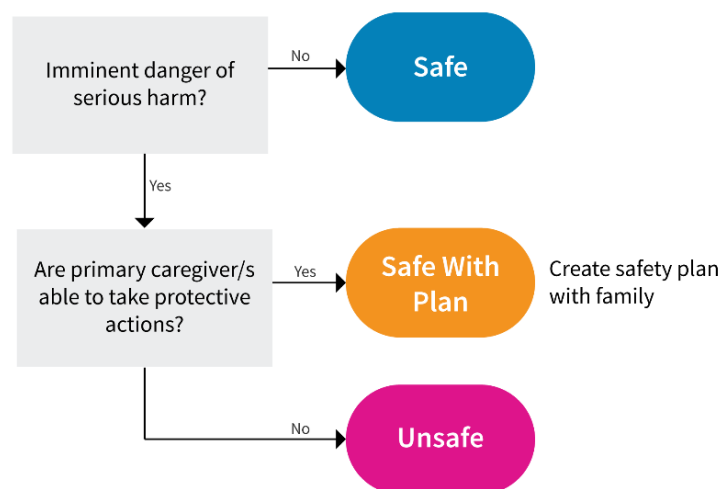 Imminent danger of
serious harm?
No
Safe
Yes
Are primary caregiver/s
able to take protective
actions?
Yes
Safe With
Plan
Create safety plan
with family
No
Unsafe